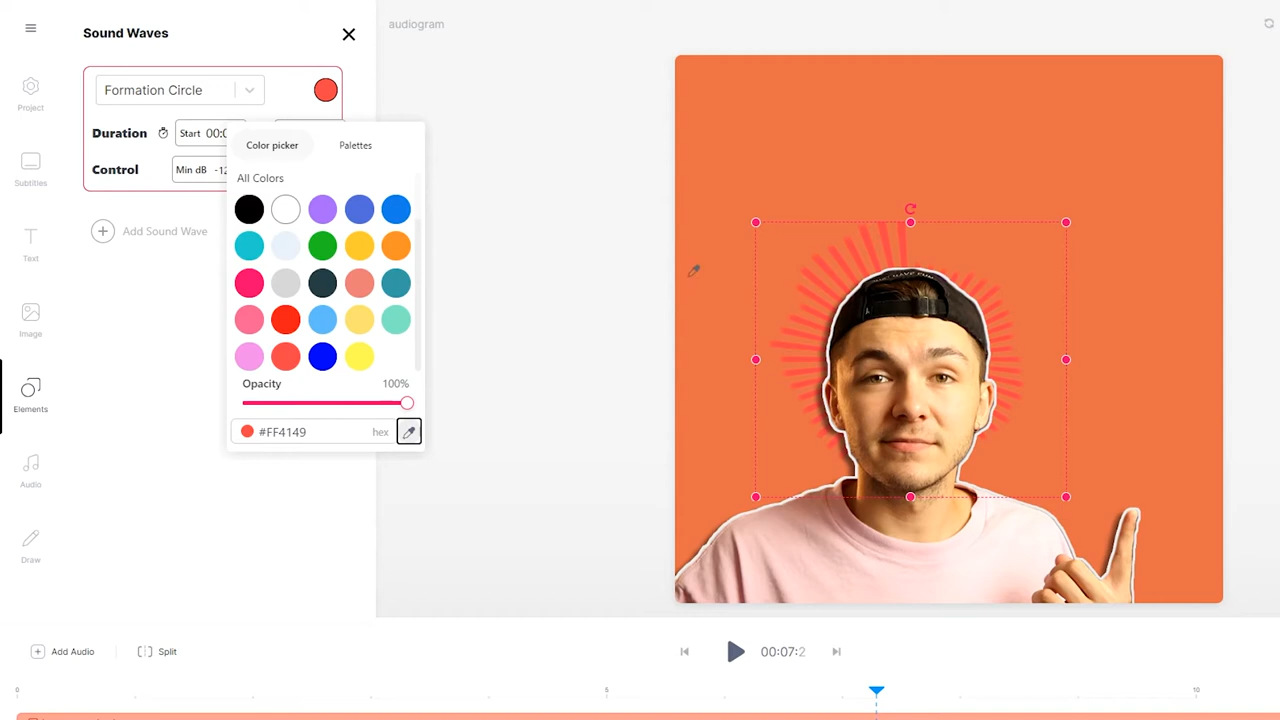 Sound Waves
audiogram
Formation Circle
Project
Duration
Start 00:0
Color picker
Palettes
Control
Min dB -12
Subtitles
All Colors
Add Sound Wave
Text
Image
Opacity
100%
Elements
#FF4149
hex
Audio
Draw
Add Audio
Split
00:07:2
0
5
10